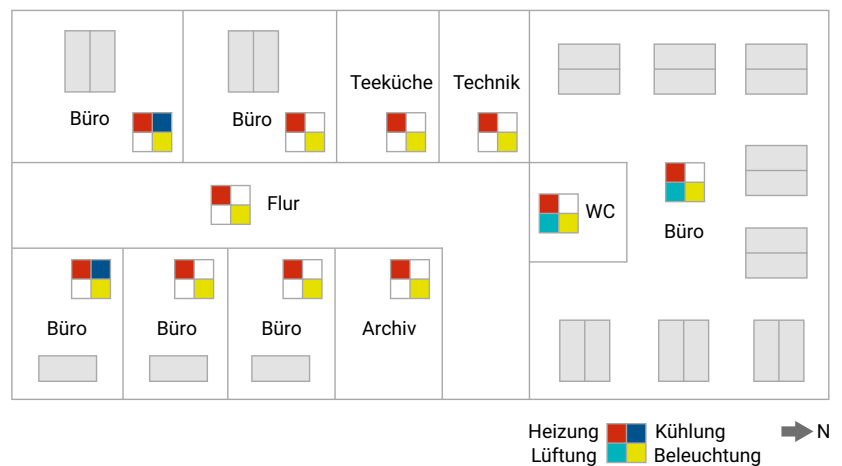 Teeküche Technik
Büro Büro
Flur
WC
Büro
Büro Büro Büro Archiv
Heizung Kühlung N
Lüftung Beleuchtung